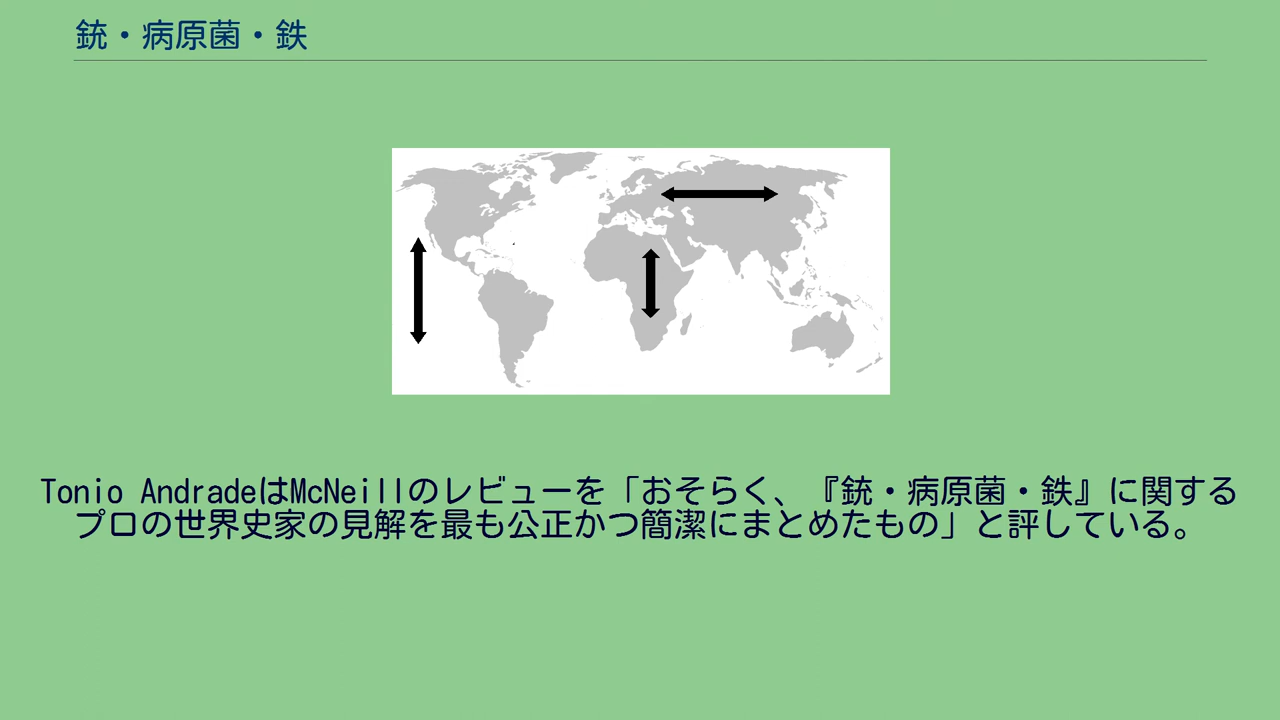 銃・病原菌・鉄
Tonio AndradeはMcNeillのレビューを「おそらく、『銃・病原菌・鉄』に関する
プロの世界史家の見解を最も公正かつ簡潔にまとめたもの」と評している。